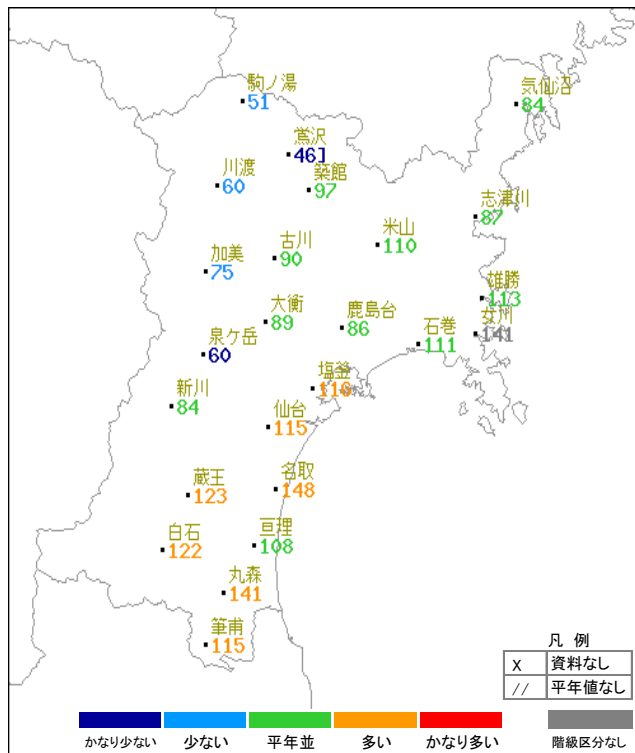 駒ノ湯
51
気仙沼
84
鶯沢
46]
川渡
60
築館
97
志津川
87
米山
110
古川
90
加美
75
雄勝
113
大衡
89
鹿島台
86
石巻
111
女川
141
泉ケ岳
60
新川
84
塩釜
116
仙台
115
蔵王
123
名取
148
白石
122
亘理
108
丸森
141
筆甫
115
凡 例
X 資料なし
// 平年値なし
かなり少ない 少ない 平年並 多い かなり多い 階級区分なし